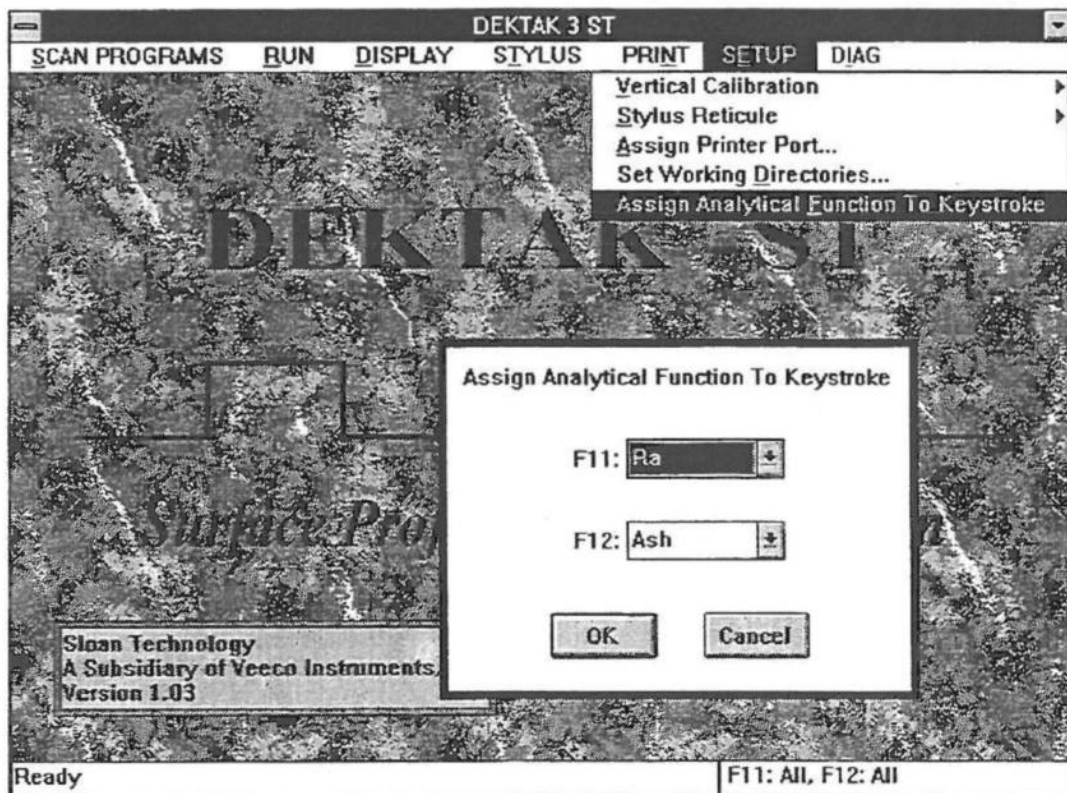 DEKTAK 3 ST
SCAN PROGRAMS RUN DISPLAY STYLUS PRINT SETUP DIAG
Vertical Calibration
Stylus Reticule
Assign Printer Port...
Set Working Directories...
Assign Analytical Function To Keystroke
DEKTAK ST
Assign Analytical Function To Keystroke
F11: Ra
F12: Ash
OK Cancel
Surface
Sloan Technology
A Subsidiary of Veeco Instruments,
Version 1.03
Ready F11: All, F12: All